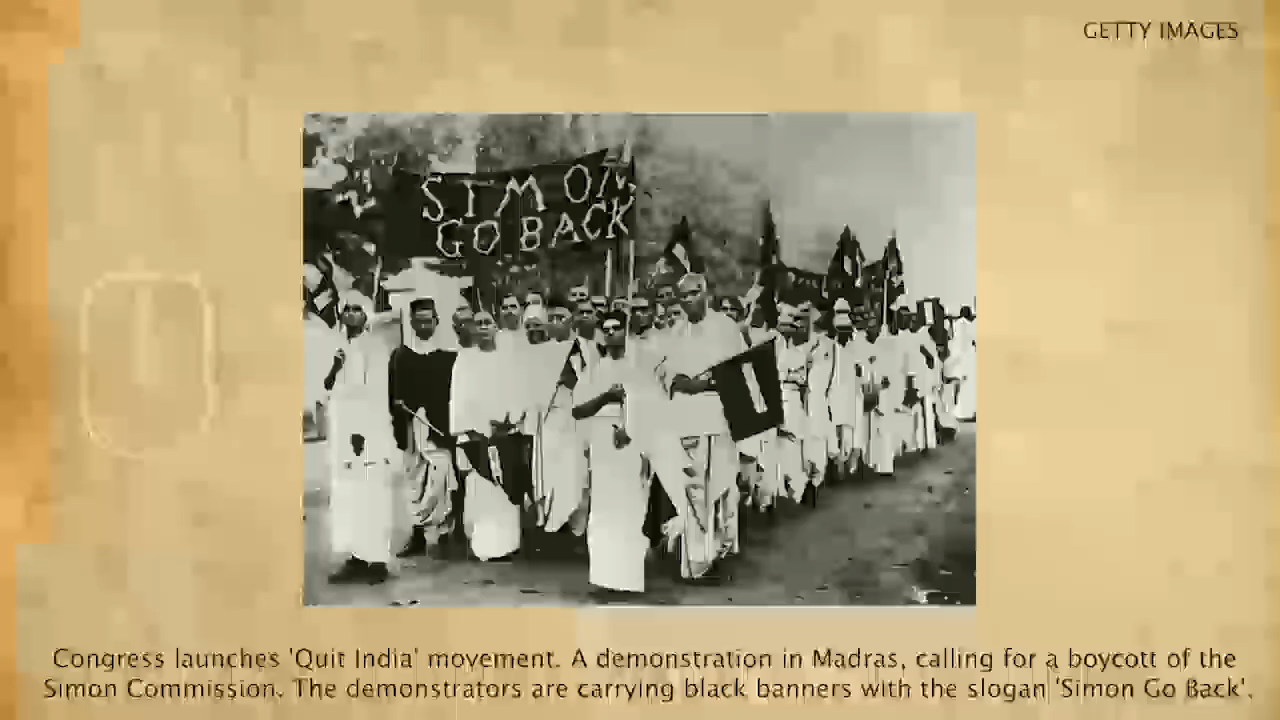 GETTY IMAGES
SIMON
GO BACK
Congress launches 'Quit India' movement. A demonstration in Madras, calling for a boycott of the
Simon Commission. The demonstrators are carrying black banners with the slogan 'Simon Go Back'.